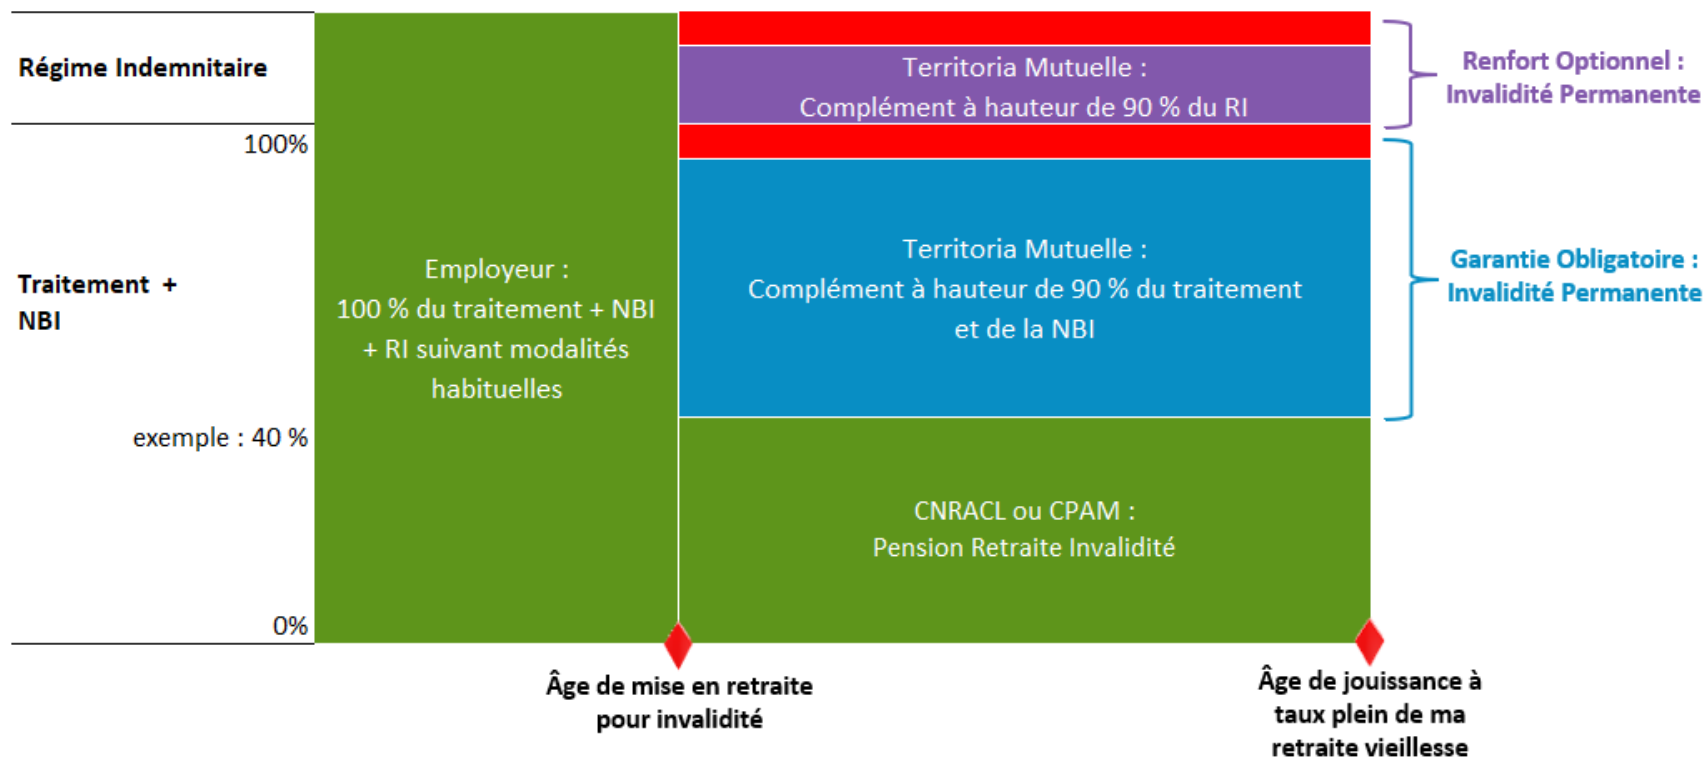 Régime Indemnitaire
100%
Traitement +
NBI
exemple : 40 %
0%
Employeur :
100 % du traitement + NBI
+ RI suivant modalités
habituelles
Territoria Mutuelle :
Complément à hauteur de 90 % du RI
Territoria Mutuelle :
Complément à hauteur de 90 % du traitement
et de la NBI
CNRACL ou CPAM :
Pension Retraite Invalidité
Renfort Optionnel :
Invalidité Permanente
Garantie Obligatoire :
Invalidité Permanente
Âge de mise en retraite
pour invalidité
Âge de jouissance à
taux plein de ma
retraite vieillesse